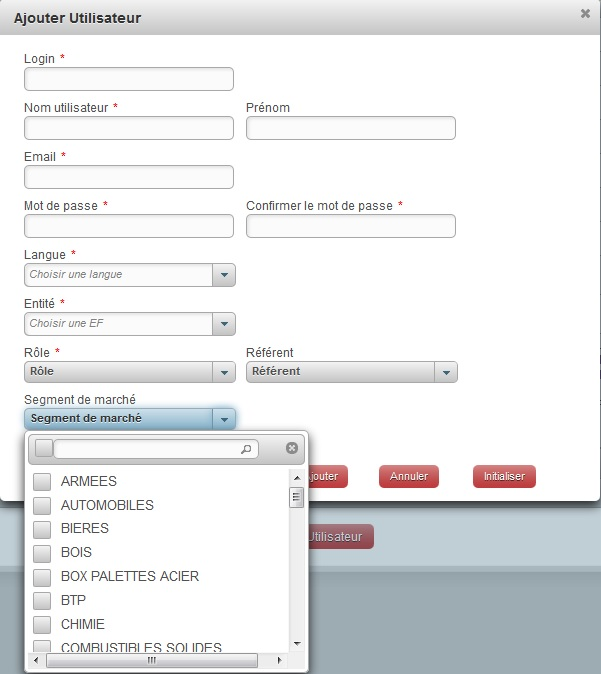 Ajouter Utilisateur
Login *
Nom utilisateur * Prénom
Email *
Mot de passe * Confirmer le mot de passe *
Langue *
Choisir une langue
Entité *
Choisir une EF
Rôle * Référent
Rôle Référent
Segment de marché
Segment de marché
ARMEES
AUTOMOBILES
BIERES
BOIS
BOX PALETTES ACIER
BTP
CHIMIE
COMBUSTIBLES SOLIDES
Ajouter Annuler Initialiser
Utilisateur